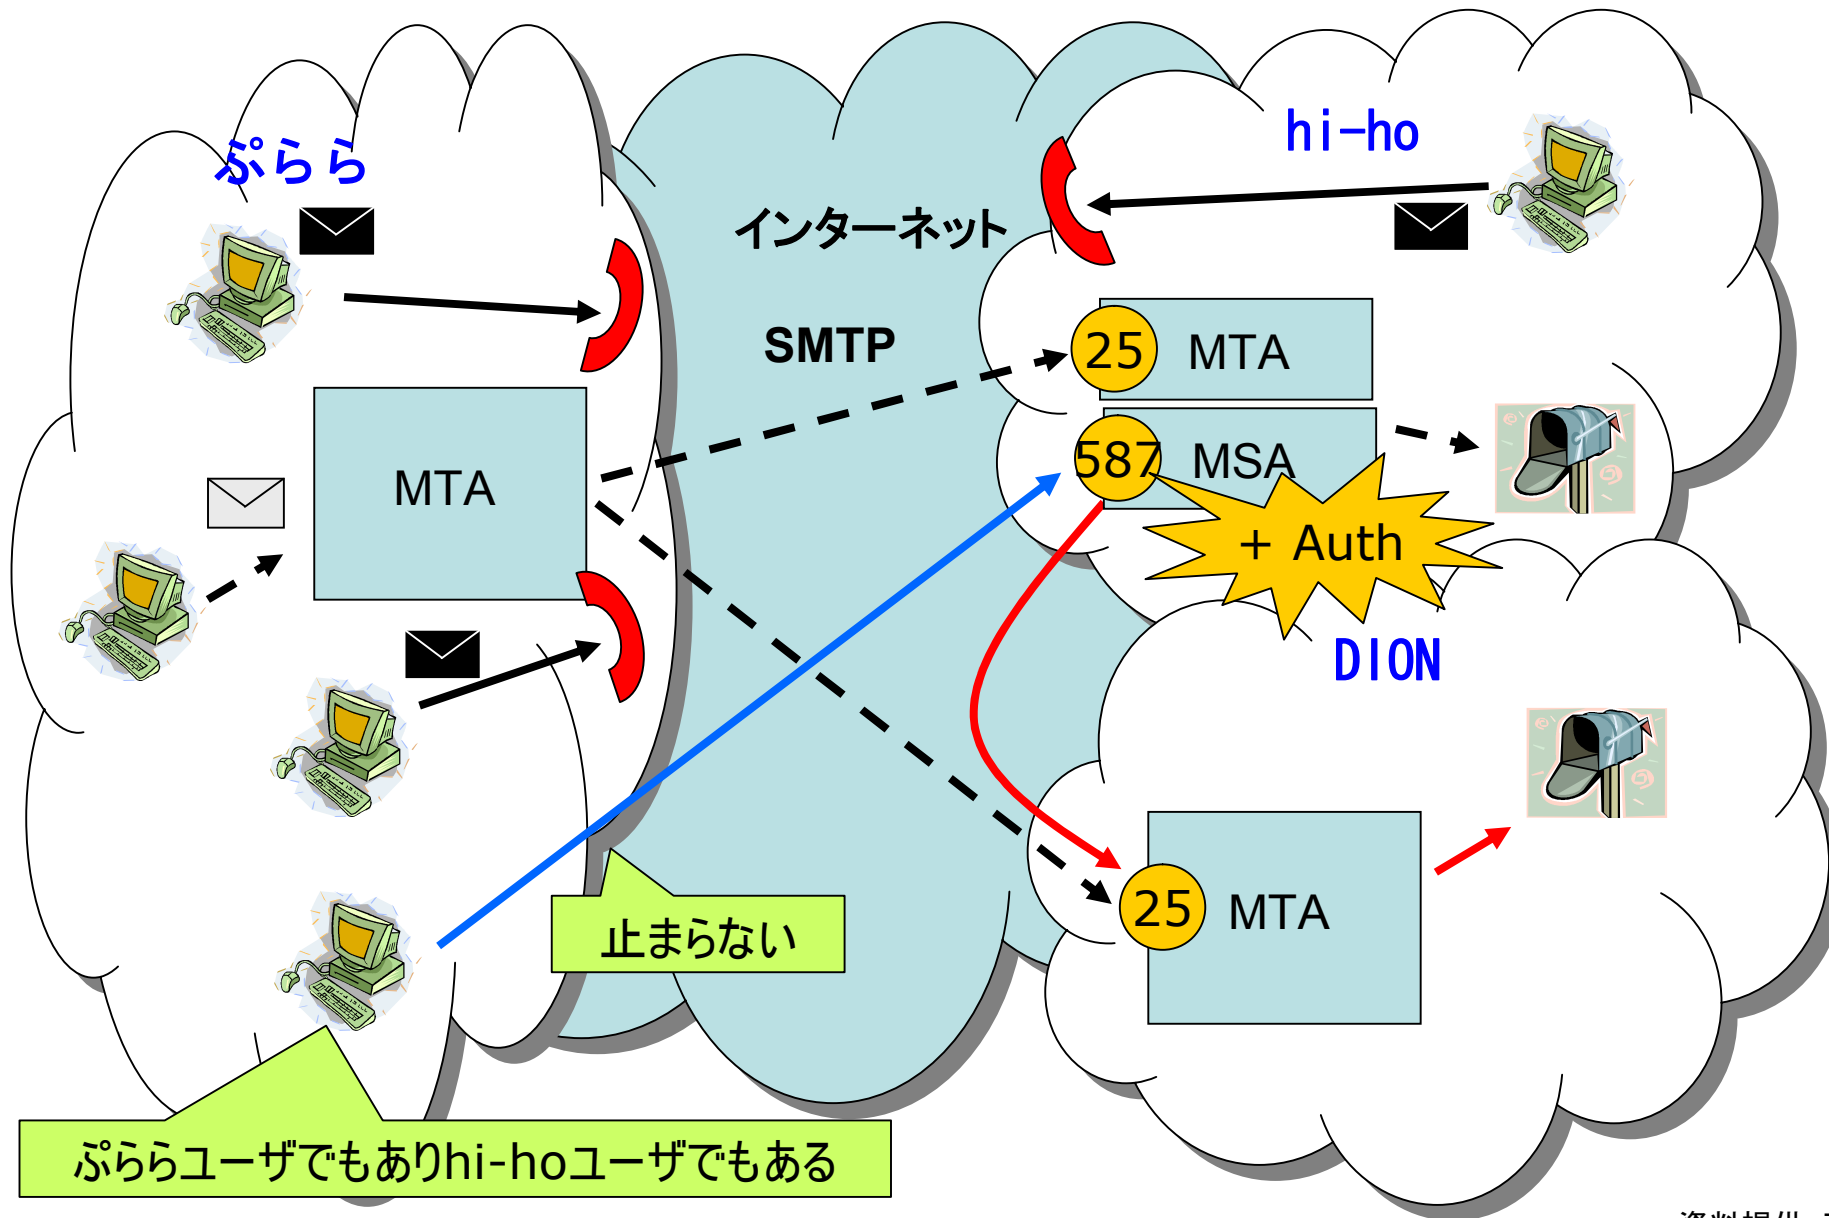 ぷらら
hi-ho
インターネット
SMTP
25
MTA
587
MSA
+ Auth
MTA
DION
25
MTA
止まらない
ぷららユーザでもありhi-hoユーザでもある